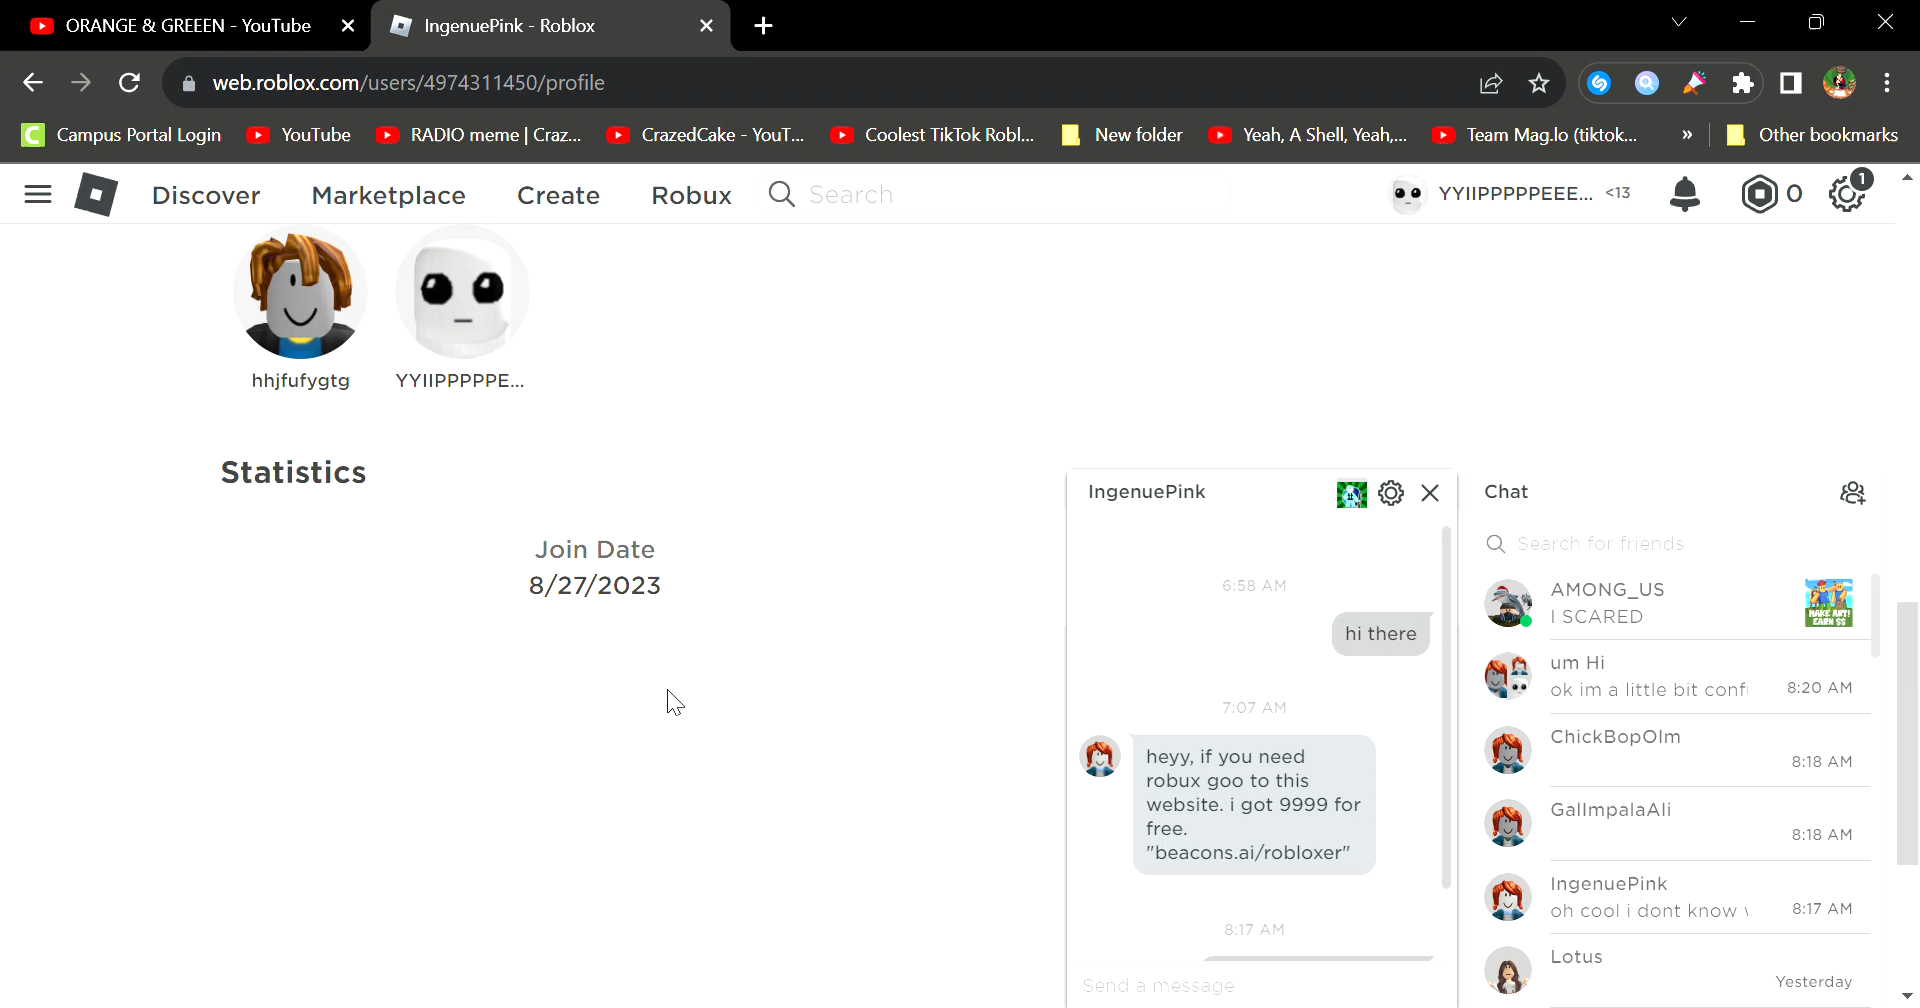 ORANGE & GREEEN - YouTube
IngenuePink - Roblox
web.roblox.com/users/4974311450/profile
Campus Portal Login
YouTube
RADIO meme | Craz...
CrazedCake - YouT...
Coolest TikTok Robl...
New folder
Yeah, A Shell, Yeah,...
Team Mag.lo (tiktok...
»
Other bookmarks
Discover
Marketplace
Create
Robux
Search
YYIIPPPPPEEE... <13
0
1
hhjfufygtg
YYIIPPPPPE...
Statistics
Join Date
8/27/2023
IngenuePink
6:58 AM
hi there
7:07 AM
heyy, if you need
robux goo to this
website. i got 9999 for
free.
"beacons.ai/robloxer"
8:17 AM
Send a message
Chat
Search for friends
AMONG_US
I SCARED
MAKE ART!
EARN $$
um Hi
ok im a little bit conf
8:20 AM
ChickBopOlm
8:18 AM
GalImpalaAli
8:18 AM
IngenuePink
oh cool i dont know
8:17 AM
Lotus
Yesterday